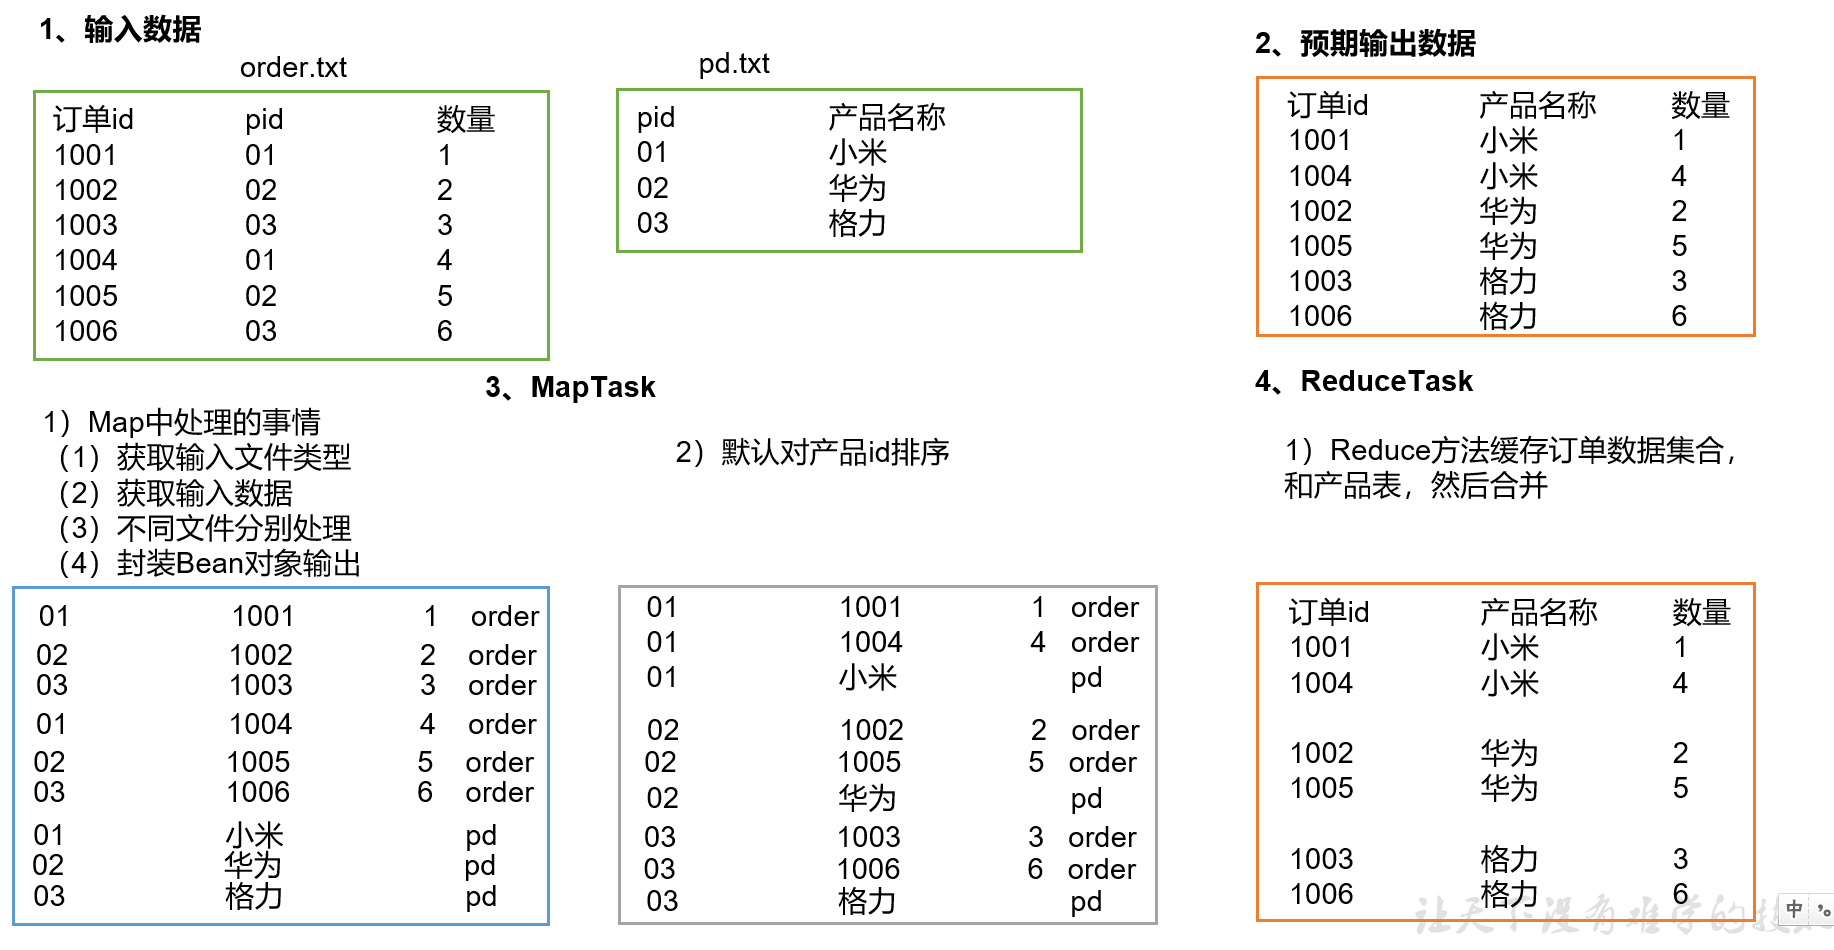 1、输入数据
order.txt
订单id pid 数量
1001 01 1
1002 02 2
1003 03 3
1004 01 4
1005 02 5
1006 03 6
pd.txt
pid 产品名称
01 小米
02 华为
03 格力
2、预期输出数据
订单id 产品名称 数量
1001 小米 1
1004 小米 4
1002 华为 2
1005 华为 5
1003 格力 3
1006 格力 6
3、MapTask
1）Map中处理的事情
（1）获取输入文件类型
（2）获取输入数据
（3）不同文件分别处理
（4）封装Bean对象输出
01 1001 1 order
02 1002 2 order
03 1003 3 order
01 1004 4 order
02 1005 5 order
03 1006 6 order
01 小米 pd
02 华为 pd
03 格力 pd
2）默认对产品id排序
01 1001 1 order
01 1004 4 order
01 小米 pd
02 1002 2 order
02 1005 5 order
02 华为 pd
03 1003 3 order
03 1006 6 order
03 格力 pd
4、ReduceTask
1）Reduce方法缓存订单数据集合，
和产品表，然后合并
订单id 产品名称 数量
1001 小米 1
1004 小米 4
1002 华为 2
1005 华为 5
1003 格力 3
1006 格力 6
让天下没有难学的技术
中 °,